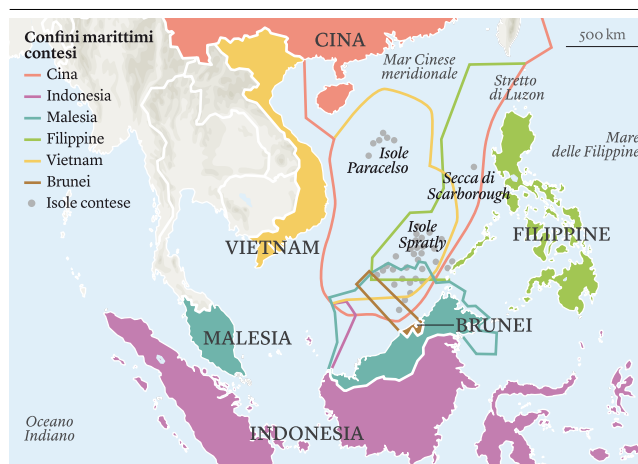 Confini marittimi
contesi
Cina
Indonesia
Malesia
Filippine
Vietnam
Brunei
Isole contese
CINA
500 km
Mar Cinese
meridionale
Stretto
di Luzon
Mare
delle Filippine
Isole
Paracelso
Secca di
Scarborough
Isole
Spratly
VIETNAM
FILIPPINE
MALESIA
BRUNEI
Oceano
Indiano
INDONESIA